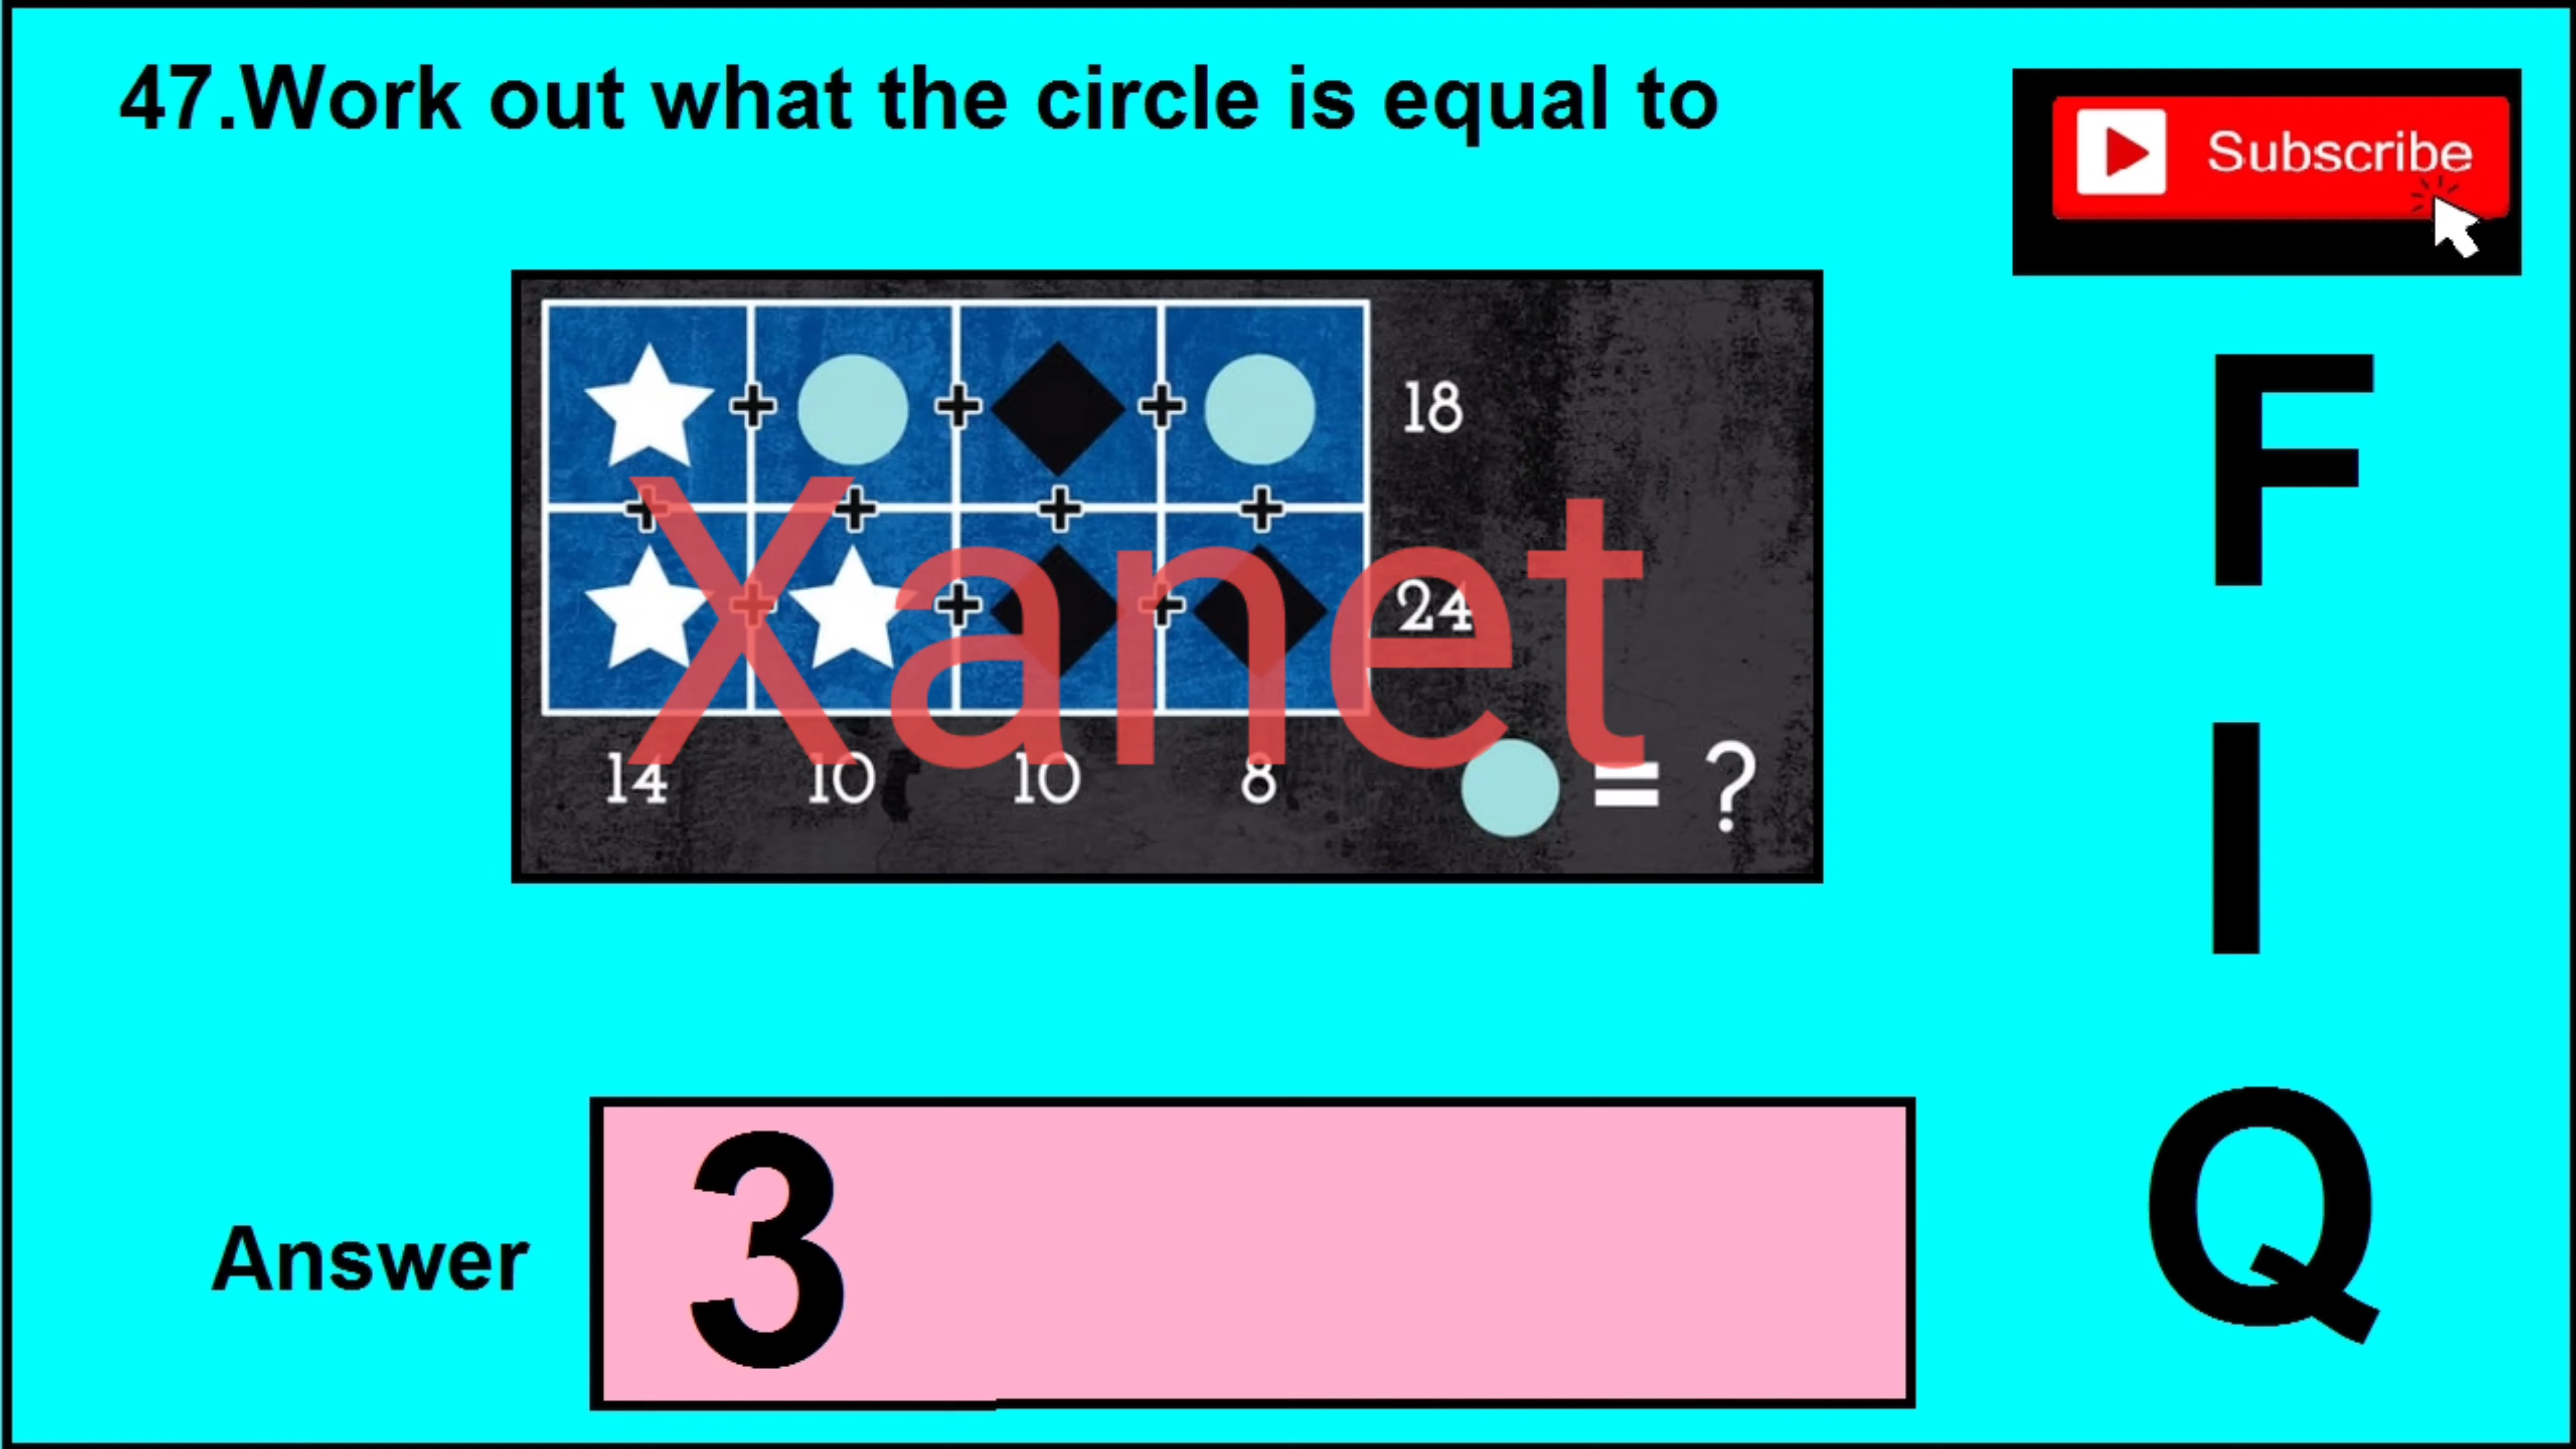 47.Work out what the circle is equal to
Subscribe
F
I
Q
+ + + 18
+ + + +
+ + + 24
Xanet
14 10 10 8 = ?
Answer 3